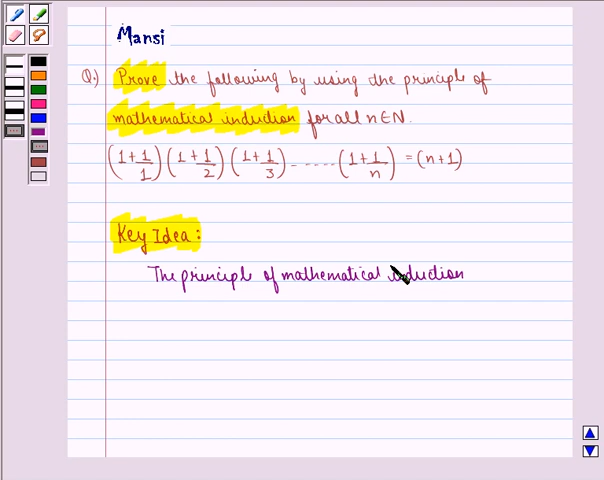 Mansi
Q.) Prove the following by using the principle of
mathematical induction for all n∈N.
(1+1/1)(1+1/2)(1+1/3)-.....(1+1/n)=(n+1)
Key Idea:
The principle of mathematical induction